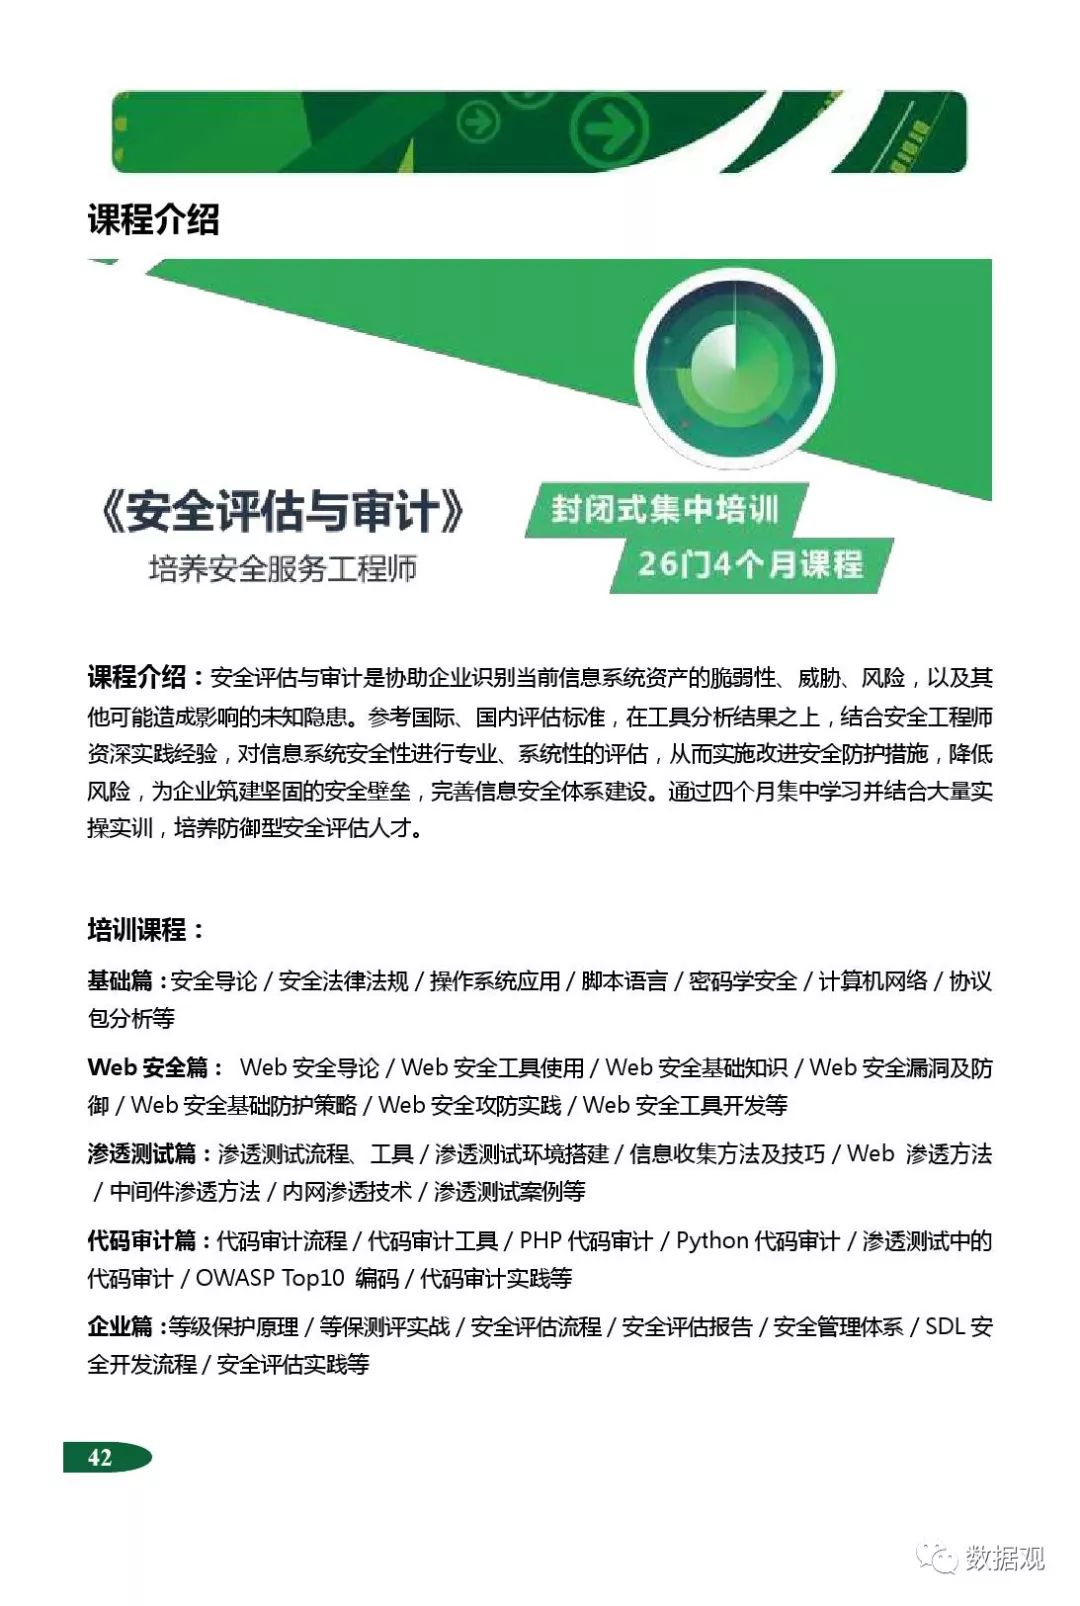 课程介绍
《安全评估与审计》
培养安全服务工程师
封闭式集中培训
26门4个月课程
课程介绍：安全评估与审计是协助企业识别当前信息系统资产的脆弱性、威胁、风险，以及其
他可能造成影响的未知隐患。参考国际、国内评估标准，在工具分析结果之上，结合安全工程师
资深实践经验，对信息系统安全性进行专业、系统性的评估，从而实施改进安全防护措施，降低
风险，为企业筑建坚固的安全壁垒，完善信息安全体系建设。通过四个月集中学习并结合大量实
操实训，培养防御型安全评估人才。
培训课程：
基础篇：安全导论 / 安全法律法规 / 操作系统应用 / 脚本语言 / 密码学安全 / 计算机网络 / 协议
包分析等
Web 安全篇： Web 安全导论 / Web 安全工具使用 / Web 安全基础知识 / Web 安全漏洞及防
御 / Web 安全基础防护策略 / Web 安全攻防实践 / Web 安全工具开发等
渗透测试篇：渗透测试流程、工具 / 渗透测试环境搭建 / 信息收集方法及技巧 / Web 渗透方法
/ 中间件渗透方法 / 内网渗透技术 / 渗透测试案例等
代码审计篇：代码审计流程 / 代码审计工具 / PHP 代码审计 / Python 代码审计 / 渗透测试中的
代码审计 / OWASP Top10 编码 / 代码审计实践等
企业篇：等级保护原理 / 等保测评实战 / 安全评估流程 / 安全评估报告 / 安全管理体系 / SDL 安
全开发流程 / 安全评估实践等
42
数据观